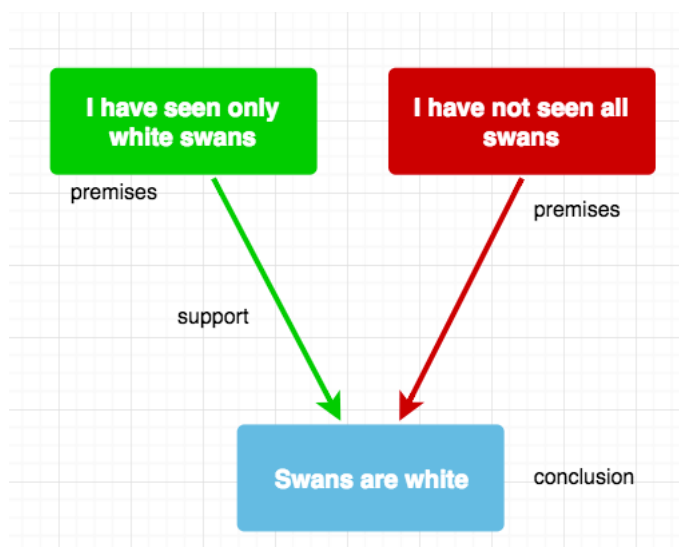 I have seen only
white swans
I have not seen all
swans
premises
premises
support
Swans are white
conclusion